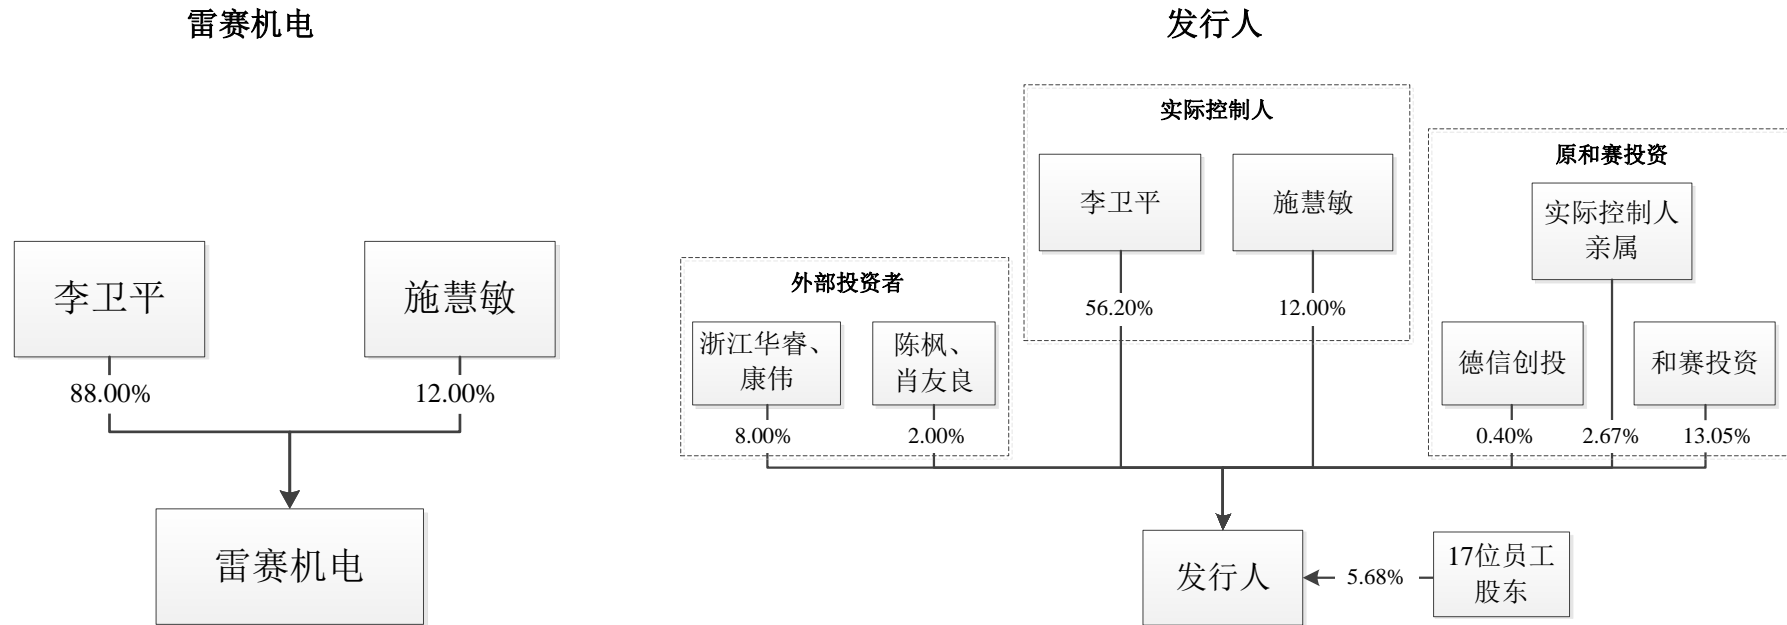 雷赛机电
李卫平
施慧敏
88.00%
12.00%
雷赛机电
发行人
实际控制人
李卫平
施慧敏
56.20%
12.00%
外部投资者
浙江华睿、
康伟
陈枫、
肖友良
8.00%
2.00%
原和赛投资
实际控制人
亲属
德信创投
和赛投资
0.40%
2.67%
13.05%
发行人
5.68%
17位员工
股东